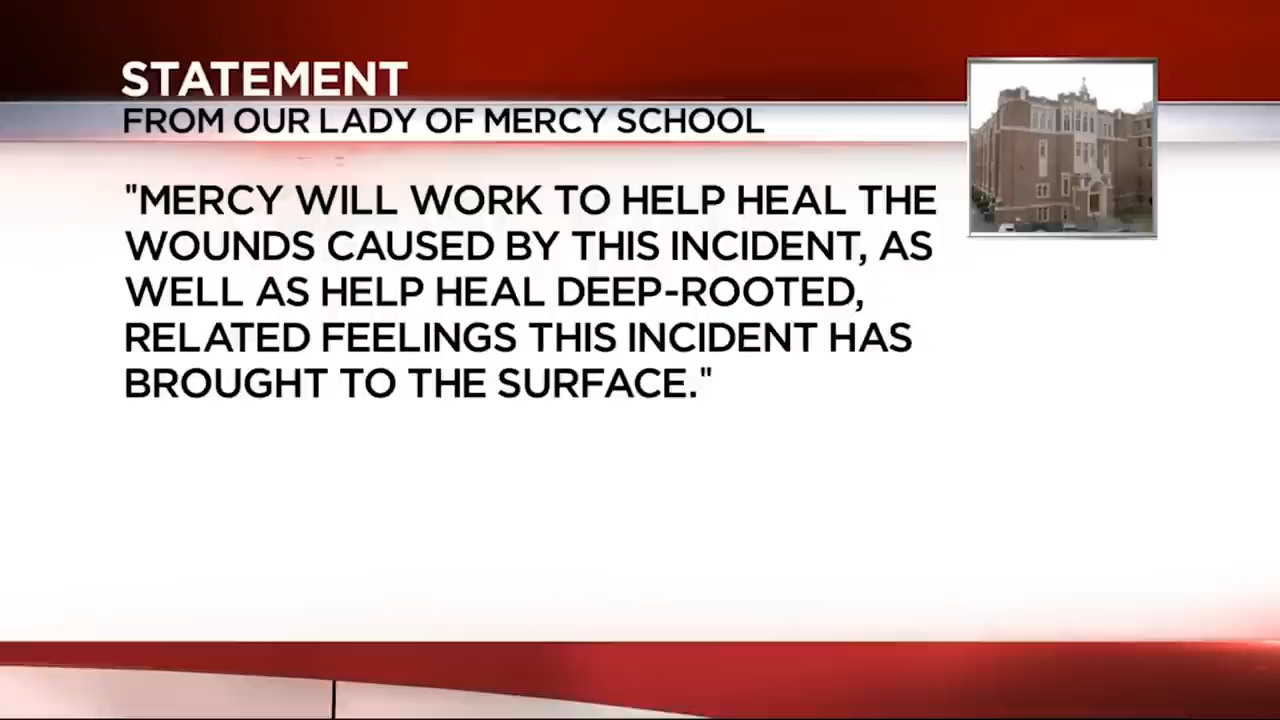 STATEMENT
FROM OUR LADY OF MERCY SCHOOL
"MERCY WILL WORK TO HELP HEAL THE
WOUNDS CAUSED BY THIS INCIDENT, AS
WELL AS HELP HEAL DEEP-ROOTED,
RELATED FEELINGS THIS INCIDENT HAS
BROUGHT TO THE SURFACE."